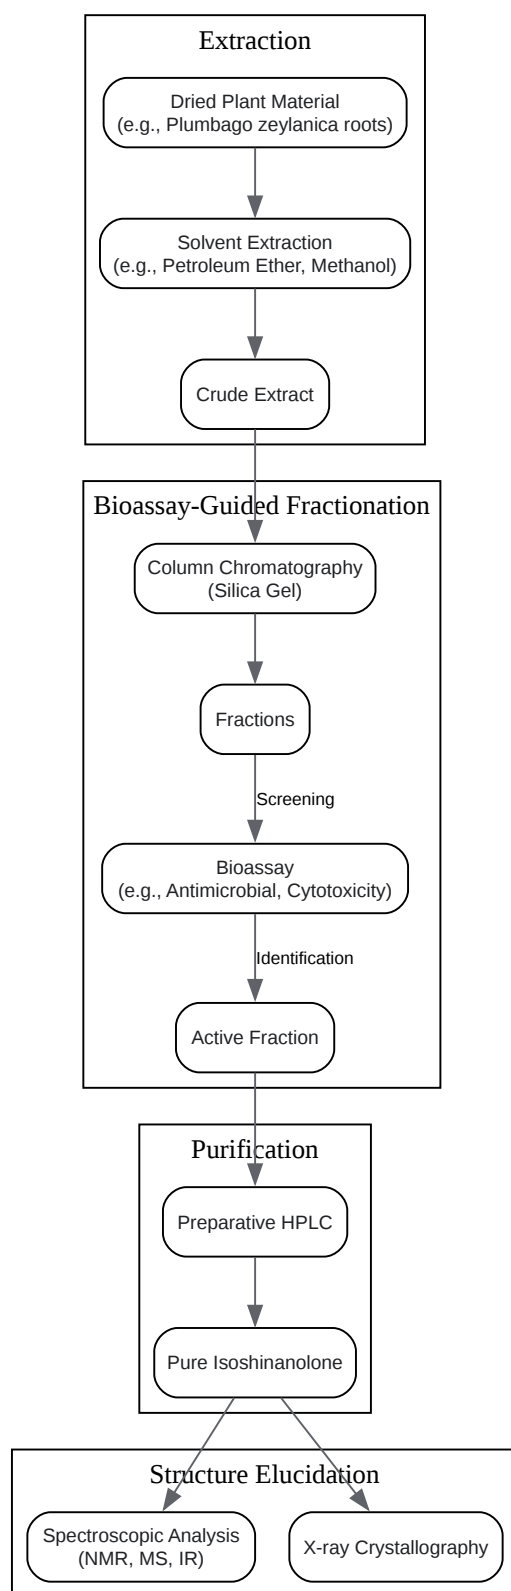 Extraction
Dried Plant Material
(e.g., Plumbago zeylanica roots)
Solvent Extraction
(e.g., Petroleum Ether, Methanol)
Crude Extract
Bioassay-Guided Fractionation
Column Chromatography
(Silica Gel)
Fractions
Screening
Bioassay
(e.g., Antimicrobial, Cytotoxicity)
Identification
Active Fraction
Purification
Preparative HPLC
Pure Isoshinanolone
Structure Elucidation
Spectroscopic Analysis
(NMR, MS, IR)
X-ray Crystallography